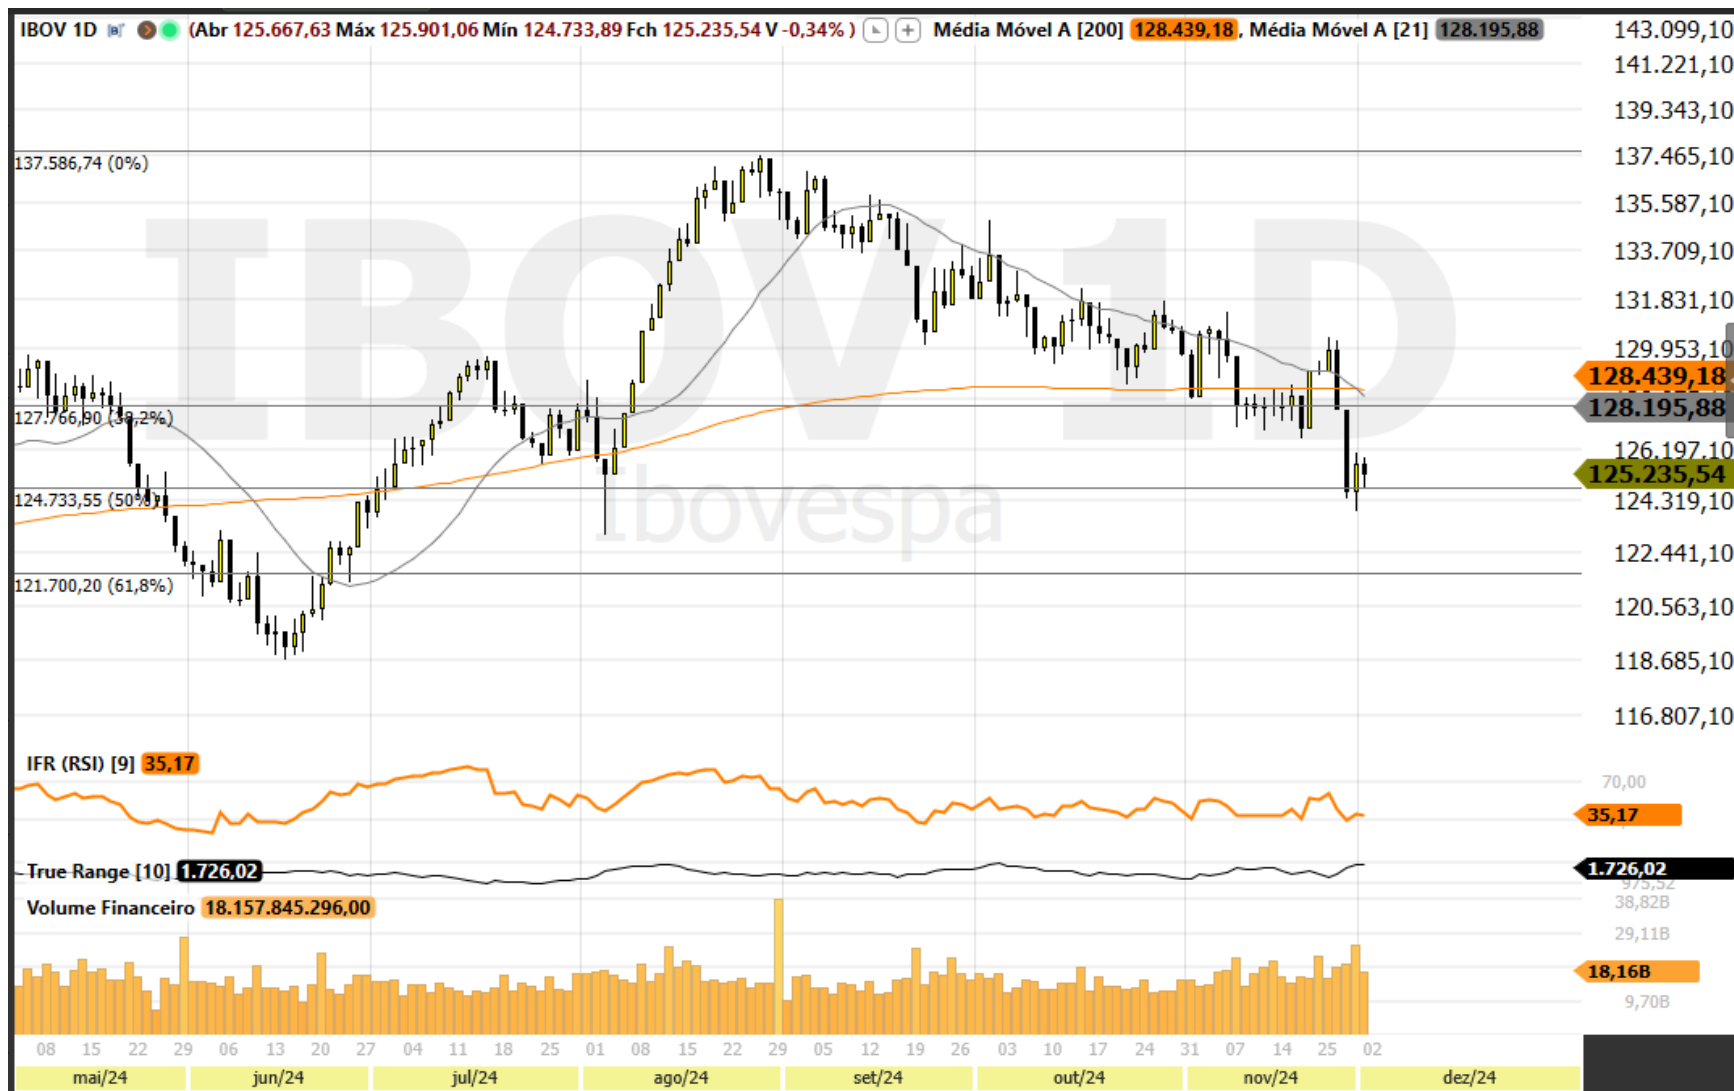 IBOV 1D (Abr 125.667,63 Máx 125.901,06 Mín 124.733,89 Fch 125.235,54 V -0,34% ) Média Móvel A [200] 128.439,18 , Média Móvel A [21] 128.195,88
143.099,10
141.221,10
139.343,10
137.465,10
137.586,74 (0%)
135.587,10
133.709,10
131.831,10
129.953,10
128.439,18
128.195,88
127.766,90 (38,2%)
126.197,10
125.235,54
124.733,55 (50%)
124.319,10
122.441,10
121.700,20 (61,8%)
120.563,10
118.685,10
116.807,10
IBOV 1D
Ibovespa
IFR (RSI) [9] 35,17
70,00
35,17
True Range [10] 1.726,02
1.726,02
975,52
Volume Financeiro 18.157.845.296,00
38,82B
29,11B
18,16B
9,70B
08 15 22 29 06 13 20 27 04 11 18 25 01 08 15 22 29 05 12 19 26 03 10 17 24 31 07 14 25 02
mai/24 jun/24 jul/24 ago/24 set/24 out/24 nov/24 dez/24